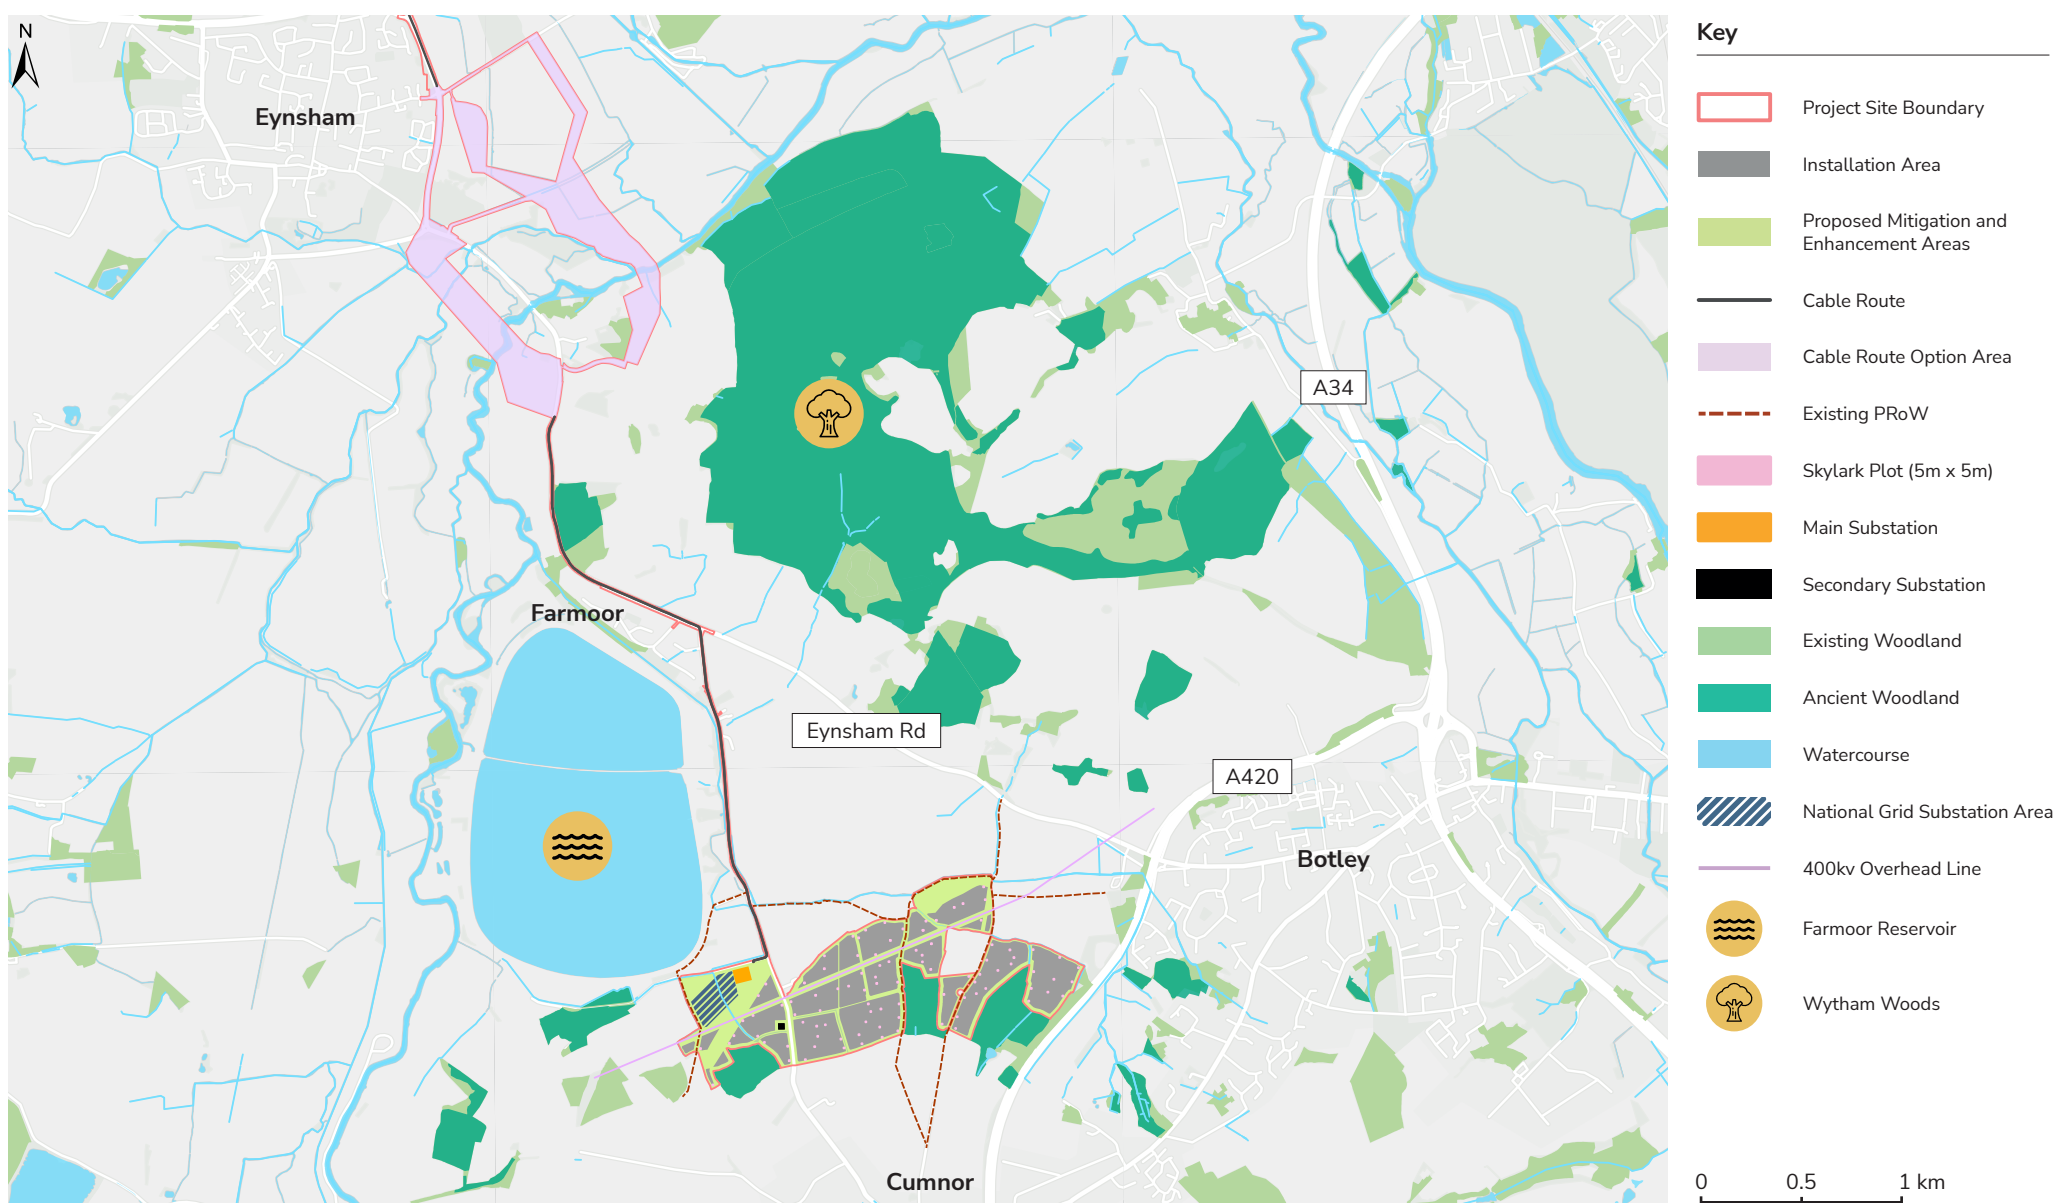 N
Eynsham
A34
Farmoor
Eynsham Rd
A420
Botley
Cumnor
Key
Project Site Boundary
Installation Area
Proposed Mitigation and
Enhancement Areas
Cable Route
Cable Route Option Area
Existing PRoW
Skylark Plot (5m x 5m)
Main Substation
Secondary Substation
Existing Woodland
Ancient Woodland
Watercourse
National Grid Substation Area
400kv Overhead Line
Farmoor Reservoir
Wytham Woods
0 0.5 1 km